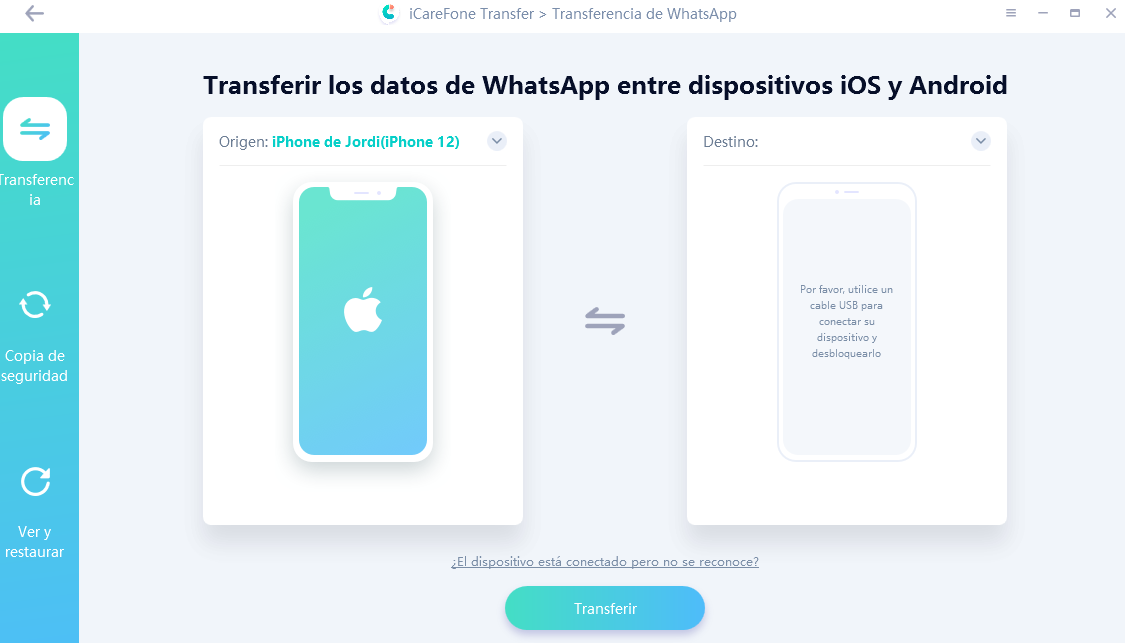 iCareFone Transfer > Transferencia de WhatsApp
Transferir los datos de WhatsApp entre dispositivos iOS y Android
Transferenc
ia
Copia de
seguridad
Ver y
restaurar
Origen: iPhone de Jordi(iPhone 12)
Destino:
Por favor, utilice un
cable USB para
conectar su
dispositivo y
desbloquearlo
¿El dispositivo está conectado pero no se reconoce?
Transferir